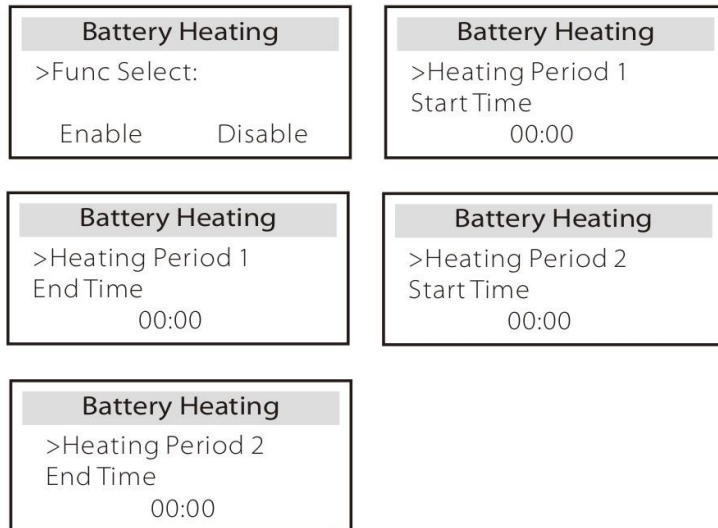 Battery Heating
>Func Select:
Enable Disable
Battery Heating
>Heating Period 1
Start Time
00:00
Battery Heating
>Heating Period 1
End Time
00:00
Battery Heating
>Heating Period 2
Start Time
00:00
Battery Heating
>Heating Period 2
End Time
00:00